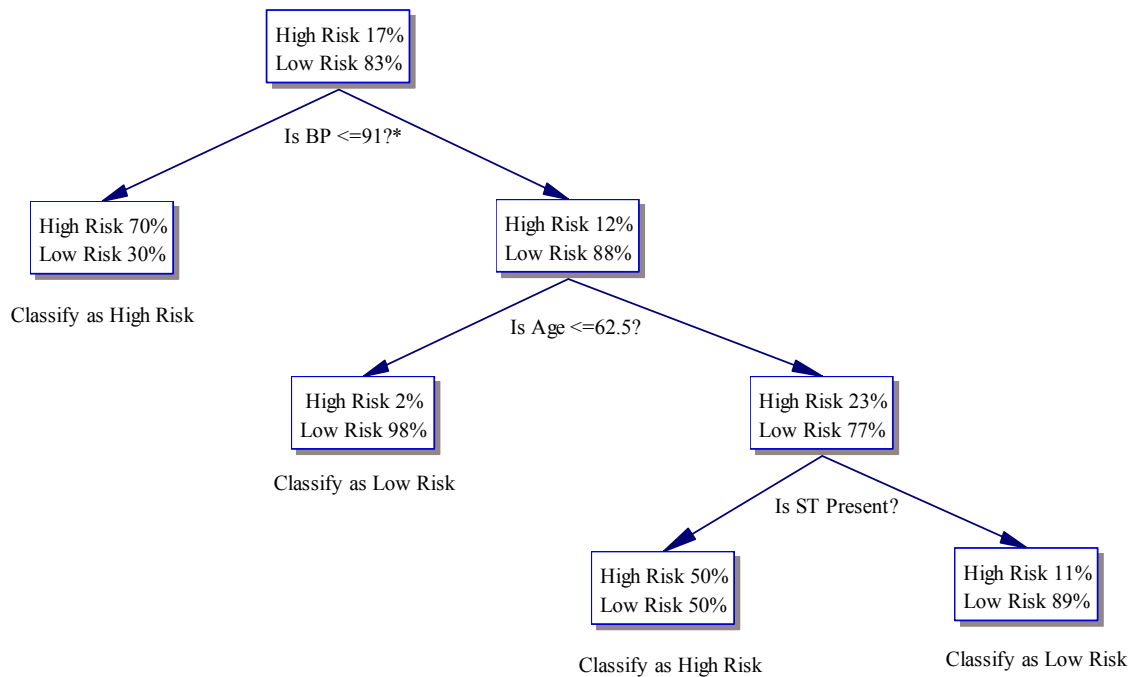 High Risk 17%
Low Risk 83%
Is BP <=91?*
High Risk 70%
Low Risk 30%
Classify as High Risk
High Risk 12%
Low Risk 88%
Is Age <=62.5?
High Risk 2%
Low Risk 98%
Classify as Low Risk
High Risk 23%
Low Risk 77%
Is ST Present?
High Risk 50%
Low Risk 50%
Classify as High Risk
High Risk 11%
Low Risk 89%
Classify as Low Risk